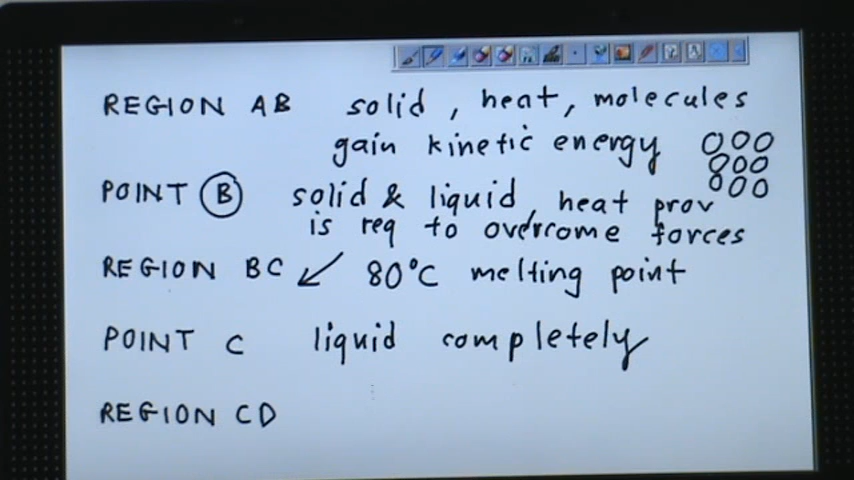 REGION AB solid, heat, molecules
gain kinetic energy
POINT B solid & liquid, heat prov
is req to overcome forces
REGION BC 80°C melting point
POINT C liquid completely
REGION CD